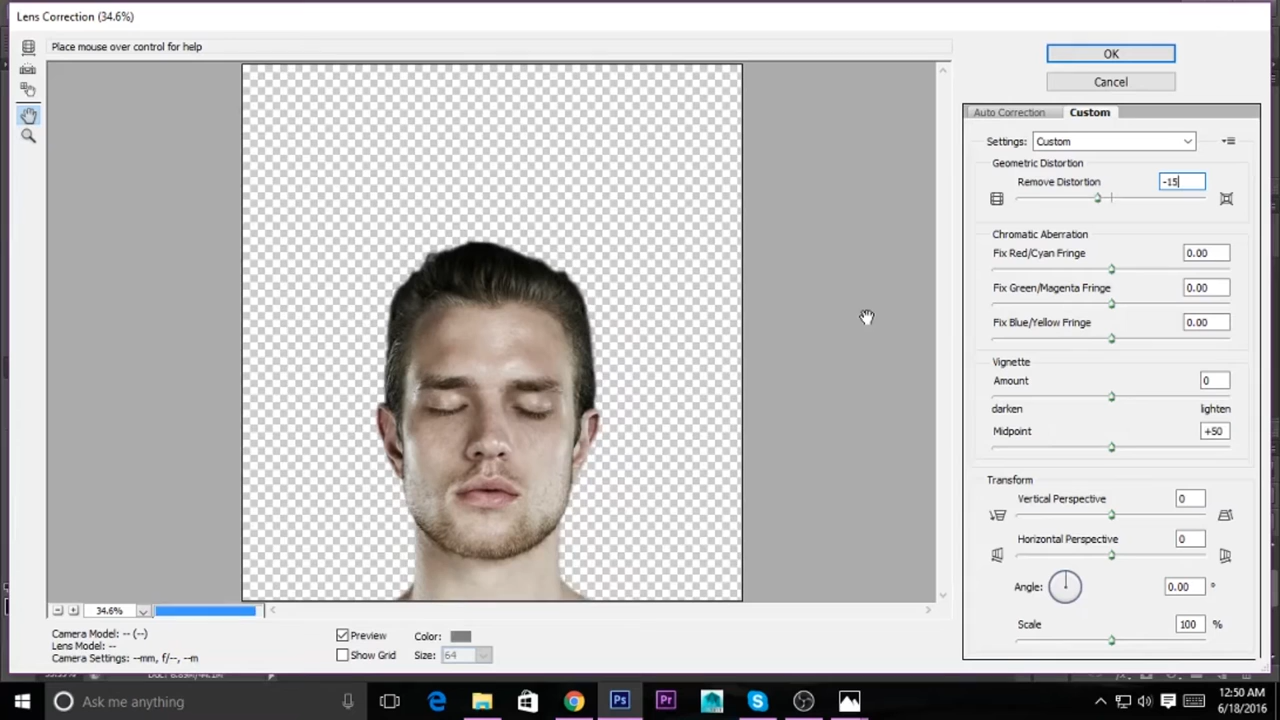 Lens Correction (34.6%)
Place mouse over control for help
OK
Cancel
Auto Correction
Custom
Settings: Custom
Geometric Distortion
Remove Distortion -15
Chromatic Aberration
Fix Red/Cyan Fringe 0.00
Fix Green/Magenta Fringe 0.00
Fix Blue/Yellow Fringe 0.00
Vignette
Amount 0
darken lighten
Midpoint +50
Transform
Vertical Perspective 0
Horizontal Perspective 0
Angle: 0.00 °
Scale 100 %
34.6%
Camera Model: -- (--)
Lens Model: --
Camera Settings: --mm, f/--, --m
Preview Color:
Show Grid Size: 64
Ask me anything
Ps
Pr
12:50 AM
6/18/2016